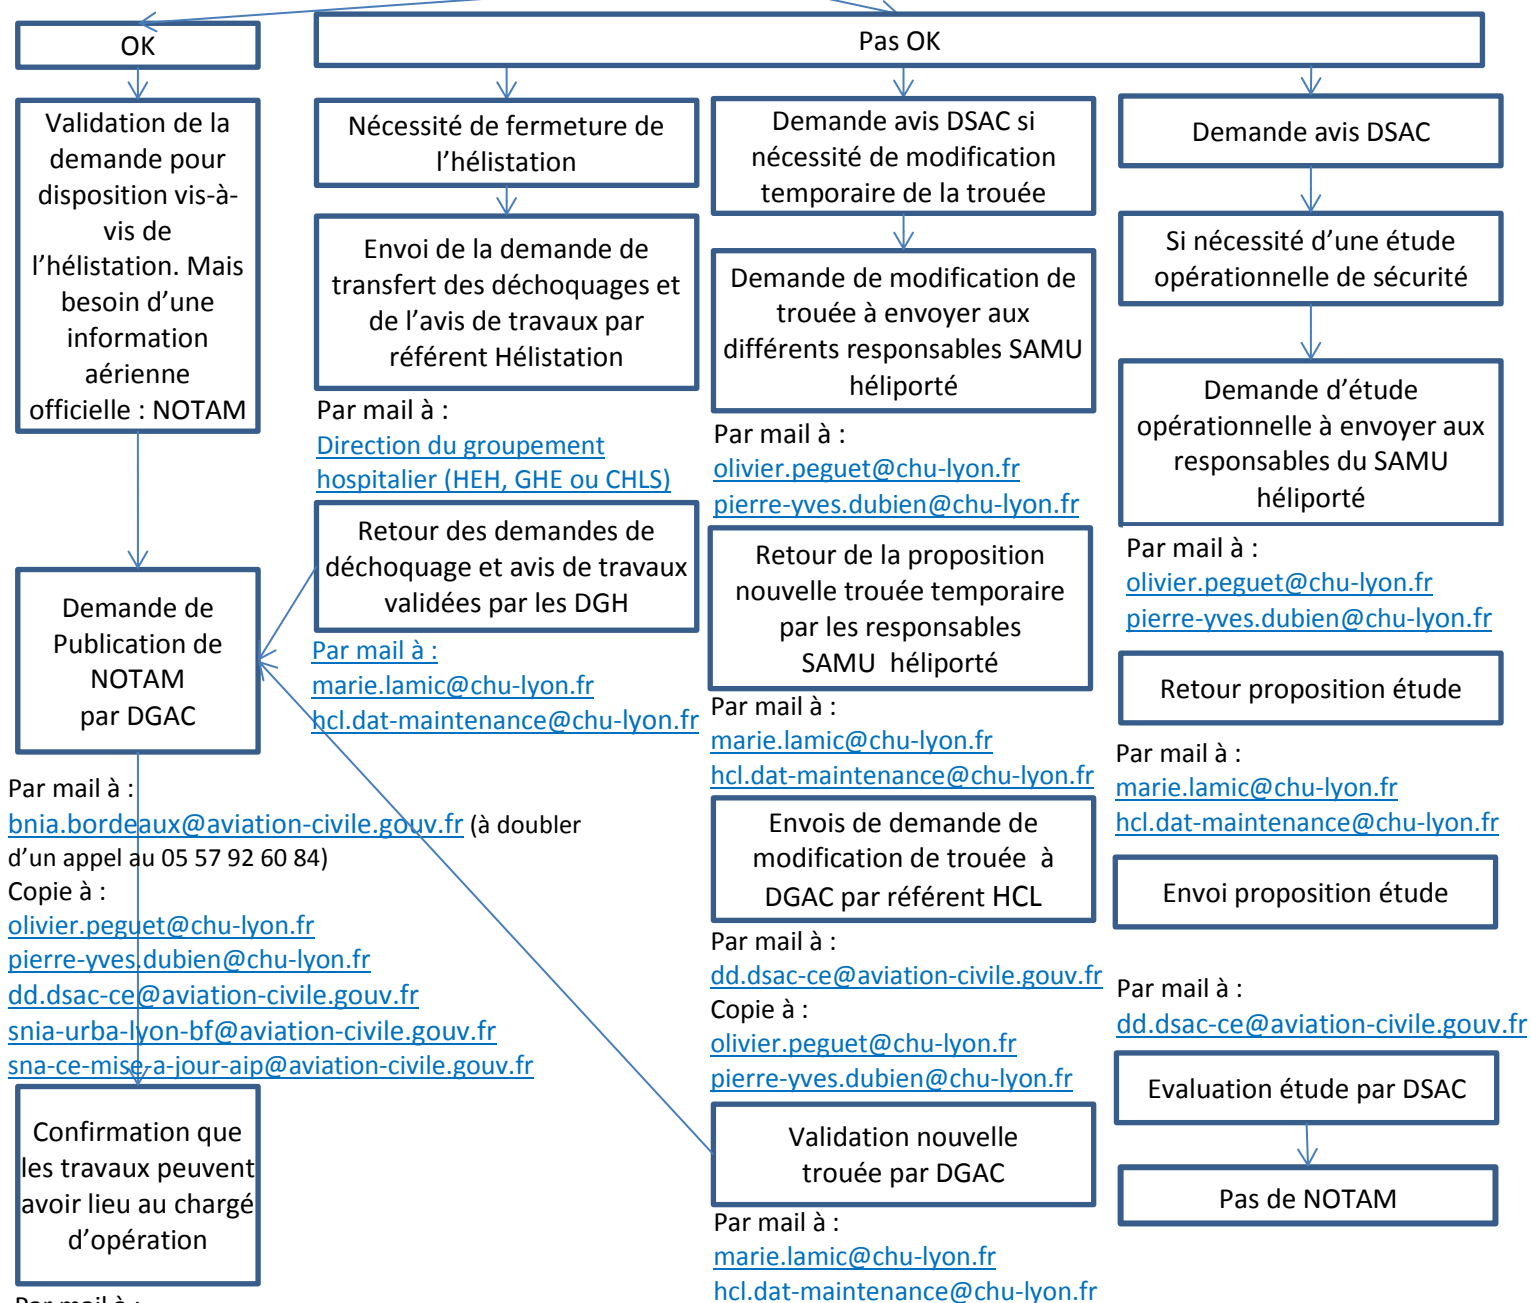 OK
Validation de la
demande pour
disposition vis-à-
vis de
l’hélistation. Mais
besoin d’une
information
aérienne
officielle : NOTAM
Demande de
Publication de
NOTAM
par DGAC
Par mail à :
bnia.bordeaux@aviation-civile.gouv.fr (à doubler
d’un appel au 05 57 92 60 84)
Copie à :
olivier.peguet@chu-lyon.fr
pierre-yves.dubien@chu-lyon.fr
dd.dsac-ce@aviation-civile.gouv.fr
snia-urba-lyon-bf@aviation-civile.gouv.fr
sna-ce-mise-a-jour-aip@aviation-civile.gouv.fr
Confirmation que
les travaux peuvent
avoir lieu au chargé
d’opération
Par mail à :
Pas OK
Nécessité de fermeture de
l’hélistation
Envoi de la demande de
transfert des déchoquages et
de l’avis de travaux par
référent Hélistation
Par mail à :
Direction du groupement
hospitalier (HEH, GHE ou CHLS)
Retour des demandes de
déchoquage et avis de travaux
validées par les DGH
Par mail à :
marie.lamic@chu-lyon.fr
hcl.dat-maintenance@chu-lyon.fr
Demande avis DSAC si
nécessité de modification
temporaire de la trouée
Demande de modification de
trouée à envoyer aux
différents responsables SAMU
héliporté
Par mail à :
olivier.peguet@chu-lyon.fr
pierre-yves.dubien@chu-lyon.fr
Retour de la proposition
nouvelle trouée temporaire
par les responsables
SAMU héliporté
Par mail à :
marie.lamic@chu-lyon.fr
hcl.dat-maintenance@chu-lyon.fr
Envois de demande de
modification de trouée à
DGAC par référent HCL
Par mail à :
dd.dsac-ce@aviation-civile.gouv.fr
Copie à :
olivier.peguet@chu-lyon.fr
pierre-yves.dubien@chu-lyon.fr
Validation nouvelle
trouée par DGAC
Par mail à :
marie.lamic@chu-lyon.fr
hcl.dat-maintenance@chu-lyon.fr
Demande avis DSAC
Si nécessité d’une étude
opérationnelle de sécurité
Demande d’étude
opérationnelle à envoyer aux
responsables du SAMU
héliporté
Par mail à :
olivier.peguet@chu-lyon.fr
pierre-yves.dubien@chu-lyon.fr
Retour proposition étude
Par mail à :
marie.lamic@chu-lyon.fr
hcl.dat-maintenance@chu-lyon.fr
Envoi proposition étude
Par mail à :
dd.dsac-ce@aviation-civile.gouv.fr
Evaluation étude par DSAC
Pas de NOTAM